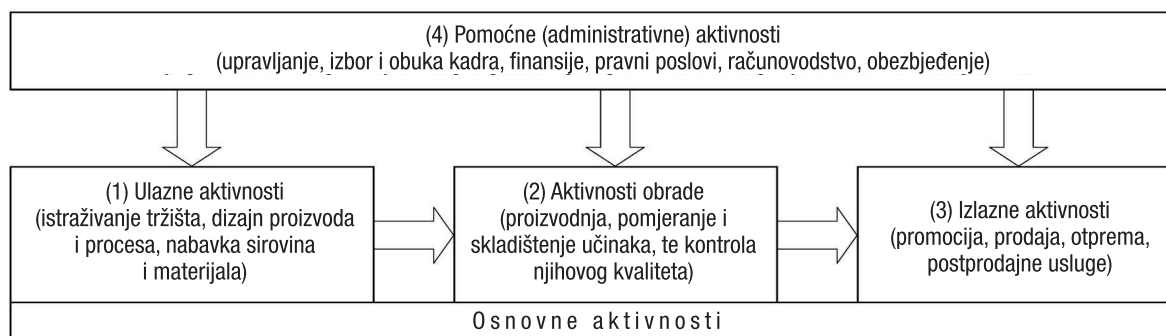 (4) Pomoćne (administrativne) aktivnosti
(upravljanje, izbor i obuka kadra, finansije, pravni poslovi, računovodstvo, obezbjeđenje)
(1) Ulazne aktivnosti
(istraživanje tržišta, dizajn proizvoda
i procesa, nabavka sirovina
i materijala)
(2) Aktivnosti obrade
(proizvodnja, pomjeranje i
skladištenje učinaka, te kontrola
njihovog kvaliteta)
(3) Izlazne aktivnosti
(promocija, prodaja, otprema,
postprodajne usluge)
Osnovne aktivnosti